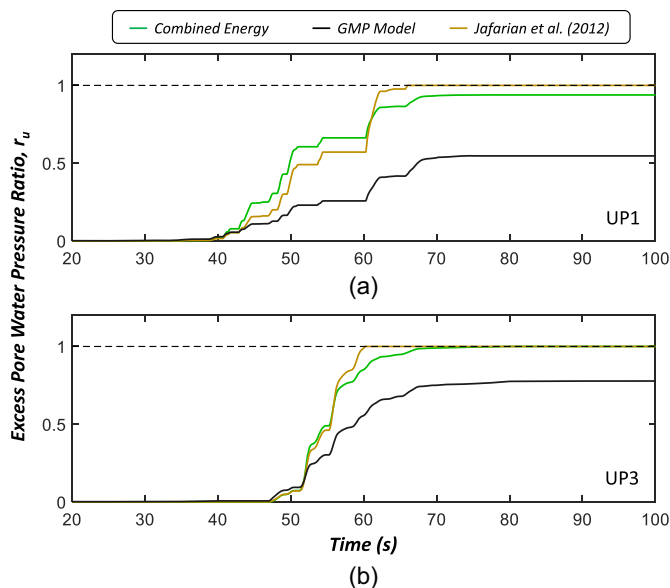 Combined Energy GMP Model Jafarian et al. (2012)
Excess Pore Water Pressure Ratio, r_u
1
0.5
0
UP1
20 30 40 50 60 70 80 90 100
(a)
1
0.5
0
UP3
20 30 40 50 60 70 80 90 100
Time (s)
(b)